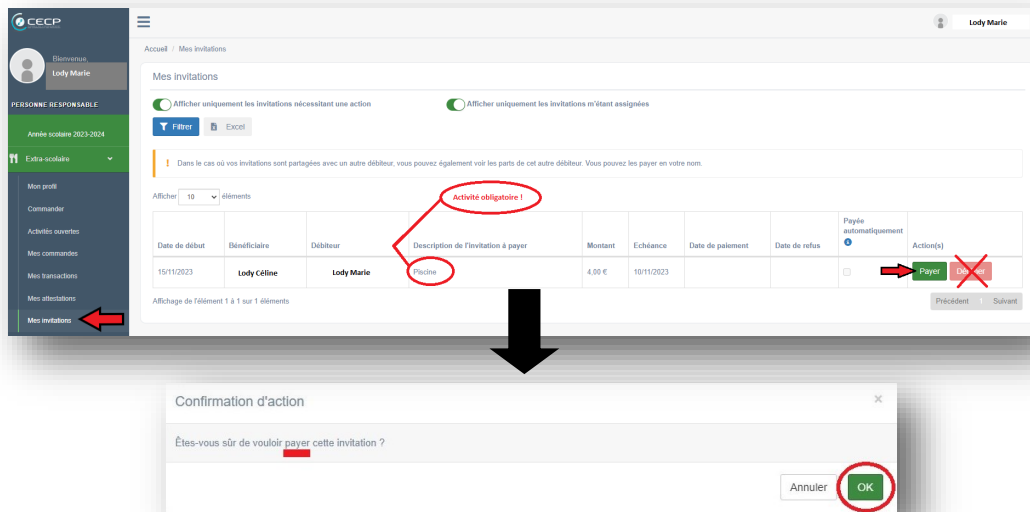 CECP
Lody Marie
Bienvenue,
Lody Marie
PERSONNE RESPONSABLE
Année scolaire 2023-2024
Extra-scolaire
Mon profil
Commander
Activités ouvertes
Mes commandes
Mes transactions
Mes attestations
Mes invitations
Accueil / Mes invitations
Mes invitations
Afficher uniquement les invitations nécessitant une action
Afficher uniquement les invitations m'étant assignées
Filtrer
Excel
! Dans le cas où vos invitations sont partagées avec un autre débiteur, vous pouvez également voir les parts de cet autre débiteur. Vous pouvez les payer en votre nom.
Afficher 10 éléments
Activité obligatoire !
Date de début Bénéficiaire Débiteur Description de l'invitation à payer Montant Echéance Date de paiement Date de refus Payée automatiquement Action(s)
15/11/2023 Lody Céline Lody Marie Piscine 4,00 € 10/11/2023 Payer
Affichage de l'élément 1 à 1 sur 1 éléments
Précédent 1 Suivant
Confirmation d'action
×
Êtes-vous sûr de vouloir payer cette invitation ?
Annuler
OK